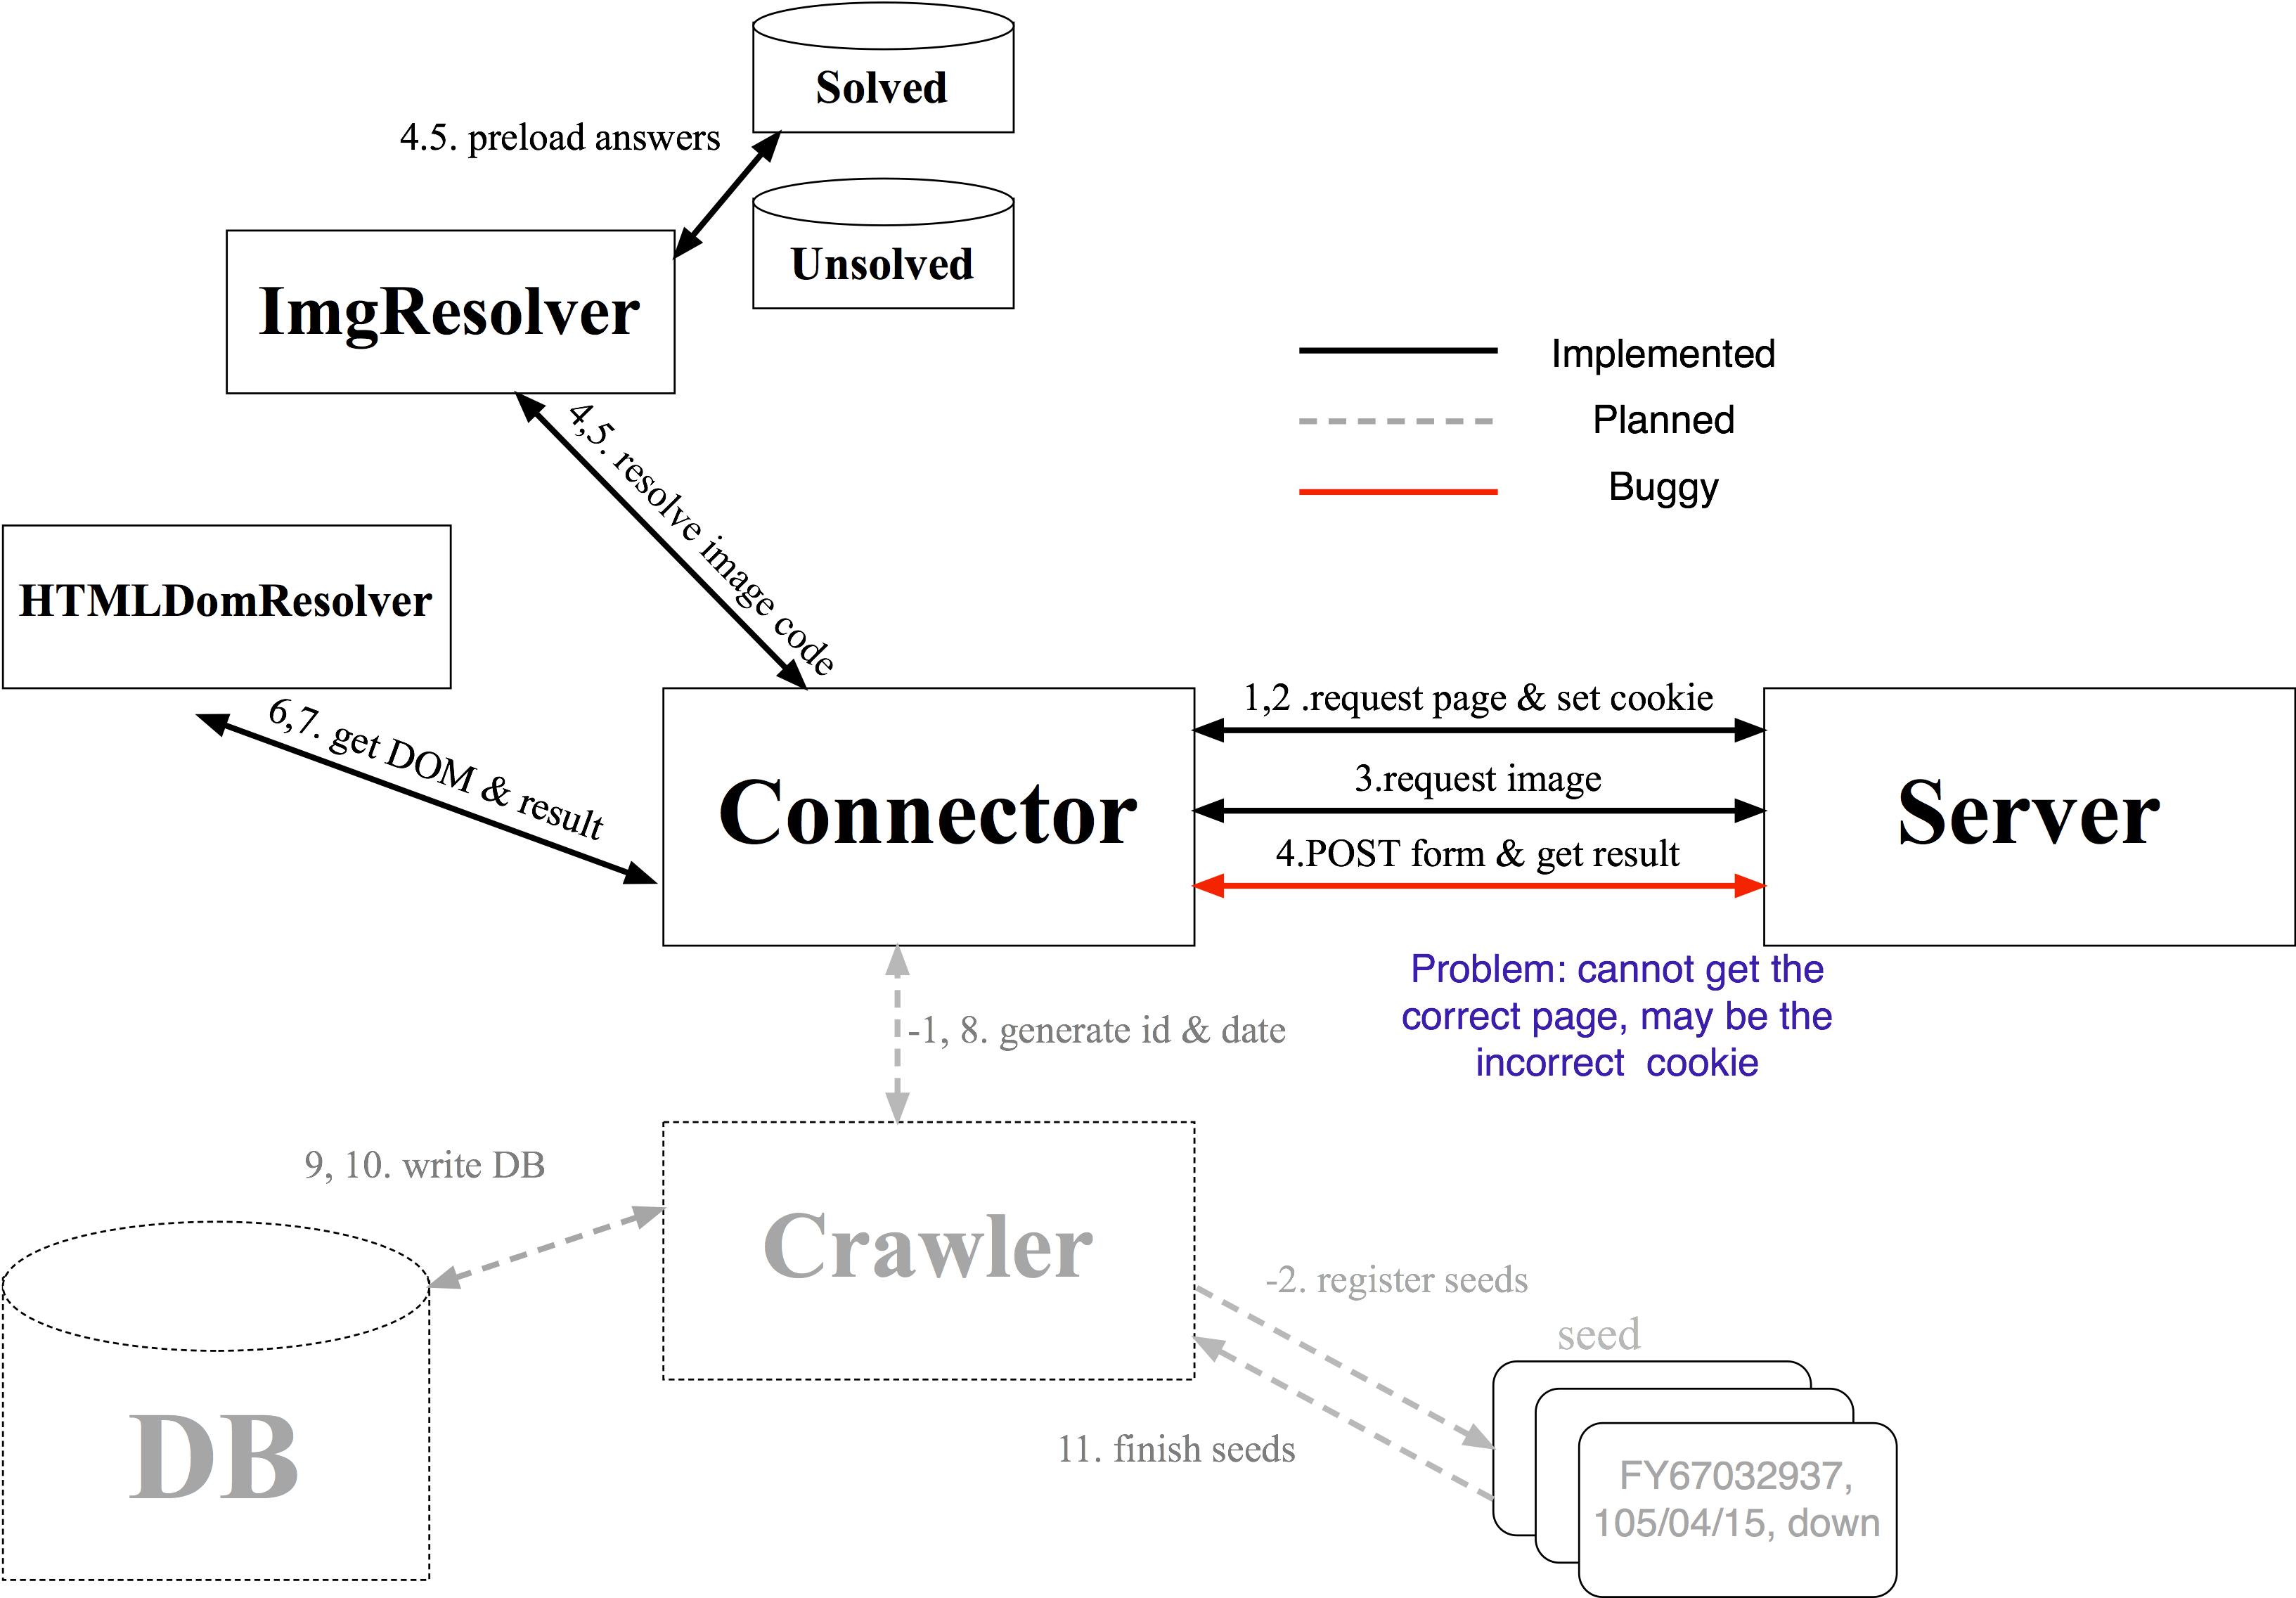 Solved
4.5. preload answers
Unsolved
ImgResolver
Implemented
Planned
Buggy
4,5. resolve image code
HTMLDomResolver
6,7. get DOM & result
1,2 .request page & set cookie
3.request image
4.POST form & get result
Connector
Server
Problem: cannot get the
correct page, may be the
incorrect cookie
-1, 8. generate id & date
9, 10. write DB
Crawler
-2. register seeds
seed
11. finish seeds
DB
FY67032937,
105/04/15, down